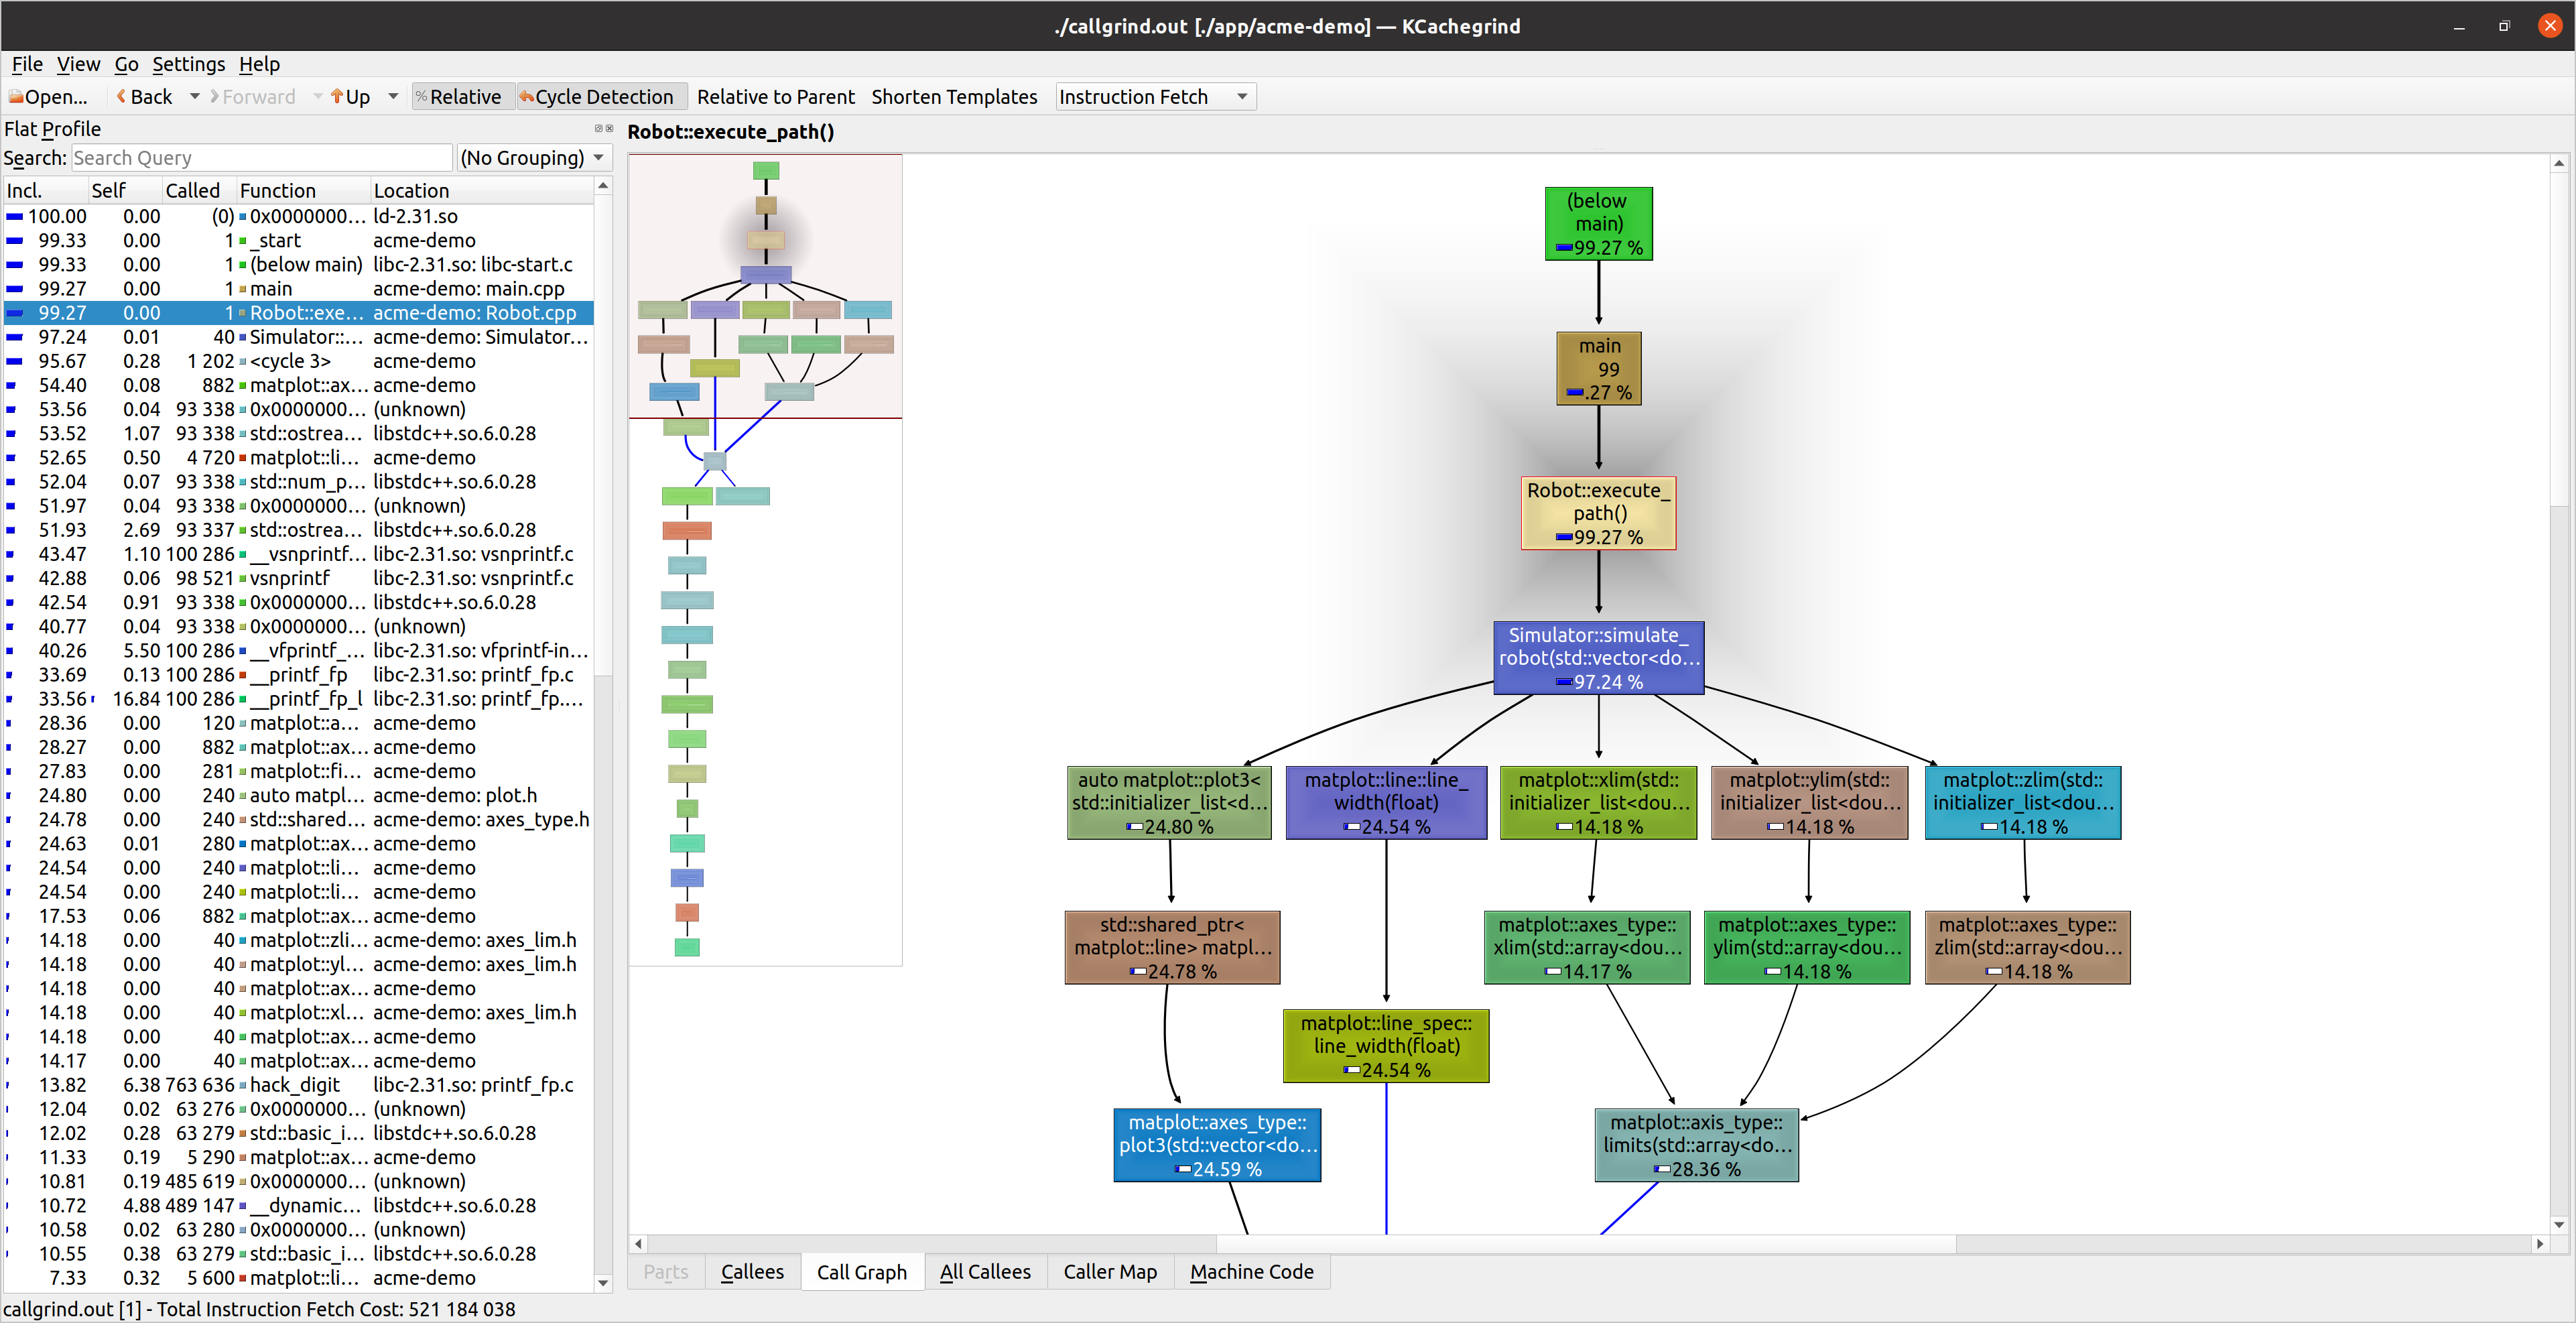 ./callgrind.out [./app/acme-demo] — KCachegrind
File View Go Settings Help
Open... Back Forward Up % Relative Cycle Detection Relative to Parent Shorten Templates Instruction Fetch
Flat Profile
Search: Search Query (No Grouping)
Incl. Self Called Function Location
100.00 0.00 (0) 0x0000000... ld-2.31.so
99.33 0.00 1 _start acme-demo
99.33 0.00 1 (below main) libc-2.31.so: libc-start.c
99.27 0.00 1 main acme-demo: main.cpp
99.27 0.00 1 Robot::exe... acme-demo: Robot.cpp
97.24 0.01 40 Simulator::... acme-demo: Simulator...
95.67 0.28 1 202 <cycle 3> acme-demo
54.40 0.08 882 matplot::ax... acme-demo
53.56 0.04 93 338 0x0000000... (unknown)
53.52 1.07 93 338 std::ostrea... libstdc++.so.6.0.28
52.65 0.50 4 720 matplot::li... acme-demo
52.04 0.07 93 338 std::num_p... libstdc++.so.6.0.28
51.97 0.04 93 338 0x0000000... (unknown)
51.93 2.69 93 337 std::ostrea... libstdc++.so.6.0.28
43.47 1.10 100 286 __vsnprintf... libc-2.31.so: vsnprintf.c
42.88 0.06 98 521 vsnprintf libc-2.31.so: vsnprintf.c
42.54 0.91 93 338 0x0000000... libstdc++.so.6.0.28
40.77 0.04 93 338 0x0000000... (unknown)
40.26 5.50 100 286 __vfprintf_... libc-2.31.so: vfprintf-in...
33.69 0.13 100 286 __printf_fp libc-2.31.so: printf_fp.c
33.56 16.84 100 286 __printf_fp_l libc-2.31.so: printf_fp....
28.36 0.00 120 matplot::a... acme-demo
28.27 0.00 882 matplot::ax... acme-demo
27.83 0.00 281 matplot::fi... acme-demo
24.80 0.00 240 auto matpl... acme-demo: plot.h
24.78 0.00 240 std::shared... acme-demo: axes_type.h
24.63 0.01 280 matplot::ax... acme-demo
24.54 0.00 240 matplot::li... acme-demo
24.54 0.00 240 matplot::li... acme-demo
17.53 0.06 882 matplot::ax... acme-demo
14.18 0.00 40 matplot::zli... acme-demo: axes_lim.h
14.18 0.00 40 matplot::yl... acme-demo: axes_lim.h
14.18 0.00 40 matplot::ax... acme-demo
14.18 0.00 40 matplot::xl... acme-demo: axes_lim.h
14.18 0.00 40 matplot::ax... acme-demo
14.17 0.00 40 matplot::ax... acme-demo
13.82 6.38 763 636 hack_digit libc-2.31.so: printf_fp.c
12.04 0.02 63 276 0x0000000... (unknown)
12.02 0.28 63 279 std::basic_i... libstdc++.so.6.0.28
11.33 0.19 5 290 matplot::ax... acme-demo
10.81 0.19 485 619 0x0000000... (unknown)
10.72 4.88 489 147 __dynamic... libstdc++.so.6.0.28
10.58 0.02 63 280 0x0000000... (unknown)
10.55 0.38 63 279 std::basic_i... libstdc++.so.6.0.28
7.33 0.32 5 600 matplot::li... acme-demo
callgrind.out [1] - Total Instruction Fetch Cost: 521 184 038
Robot::execute_path()
(below
main)
99.27 %
main
99
.27 %
Robot::execute_
path()
99.27 %
Simulator::simulate_
robot(std::vector<do...
97.24 %
auto matplot::plot3<
std::initializer_list<d...
24.80 %
matplot::line::line_
width(float)
24.54 %
matplot::xlim(std::
initializer_list<dou...
14.18 %
matplot::ylim(std::
initializer_list<dou...
14.18 %
matplot::zlim(std::
initializer_list<dou...
14.18 %
std::shared_ptr<
matplot::line> matpl...
24.78 %
matplot::axes_type::
xlim(std::array<dou...
14.17 %
matplot::axes_type::
ylim(std::array<dou...
14.18 %
matplot::axes_type::
zlim(std::array<dou...
14.18 %
matplot::line_spec::
line_width(float)
24.54 %
matplot::axes_type::
plot3(std::vector<do...
24.59 %
matplot::axis_type::
limits(std::array<do...
28.36 %
Parts Callees Call Graph All Callees Caller Map Machine Code